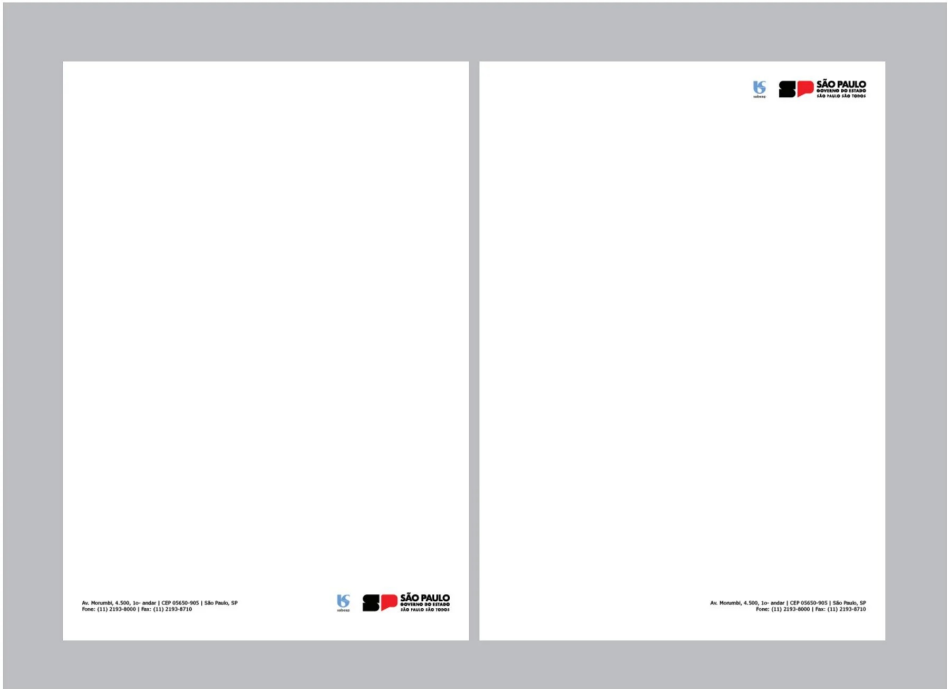 Av. Morumbi, 4.500, 1o- andar | CEP 05650-905 | São Paulo, SP
Fone: (11) 2193-8000 | Fax: (11) 2193-8710
sabesp
SÃO PAULO
GOVERNO DO ESTADO
SÃO PAULO SÃO TODOS
sabesp
SÃO PAULO
GOVERNO DO ESTADO
SÃO PAULO SÃO TODOS
Av. Morumbi, 4.500, 1o- andar | CEP 05650-905 | São Paulo, SP
Fone: (11) 2193-8000 | Fax: (11) 2193-8710